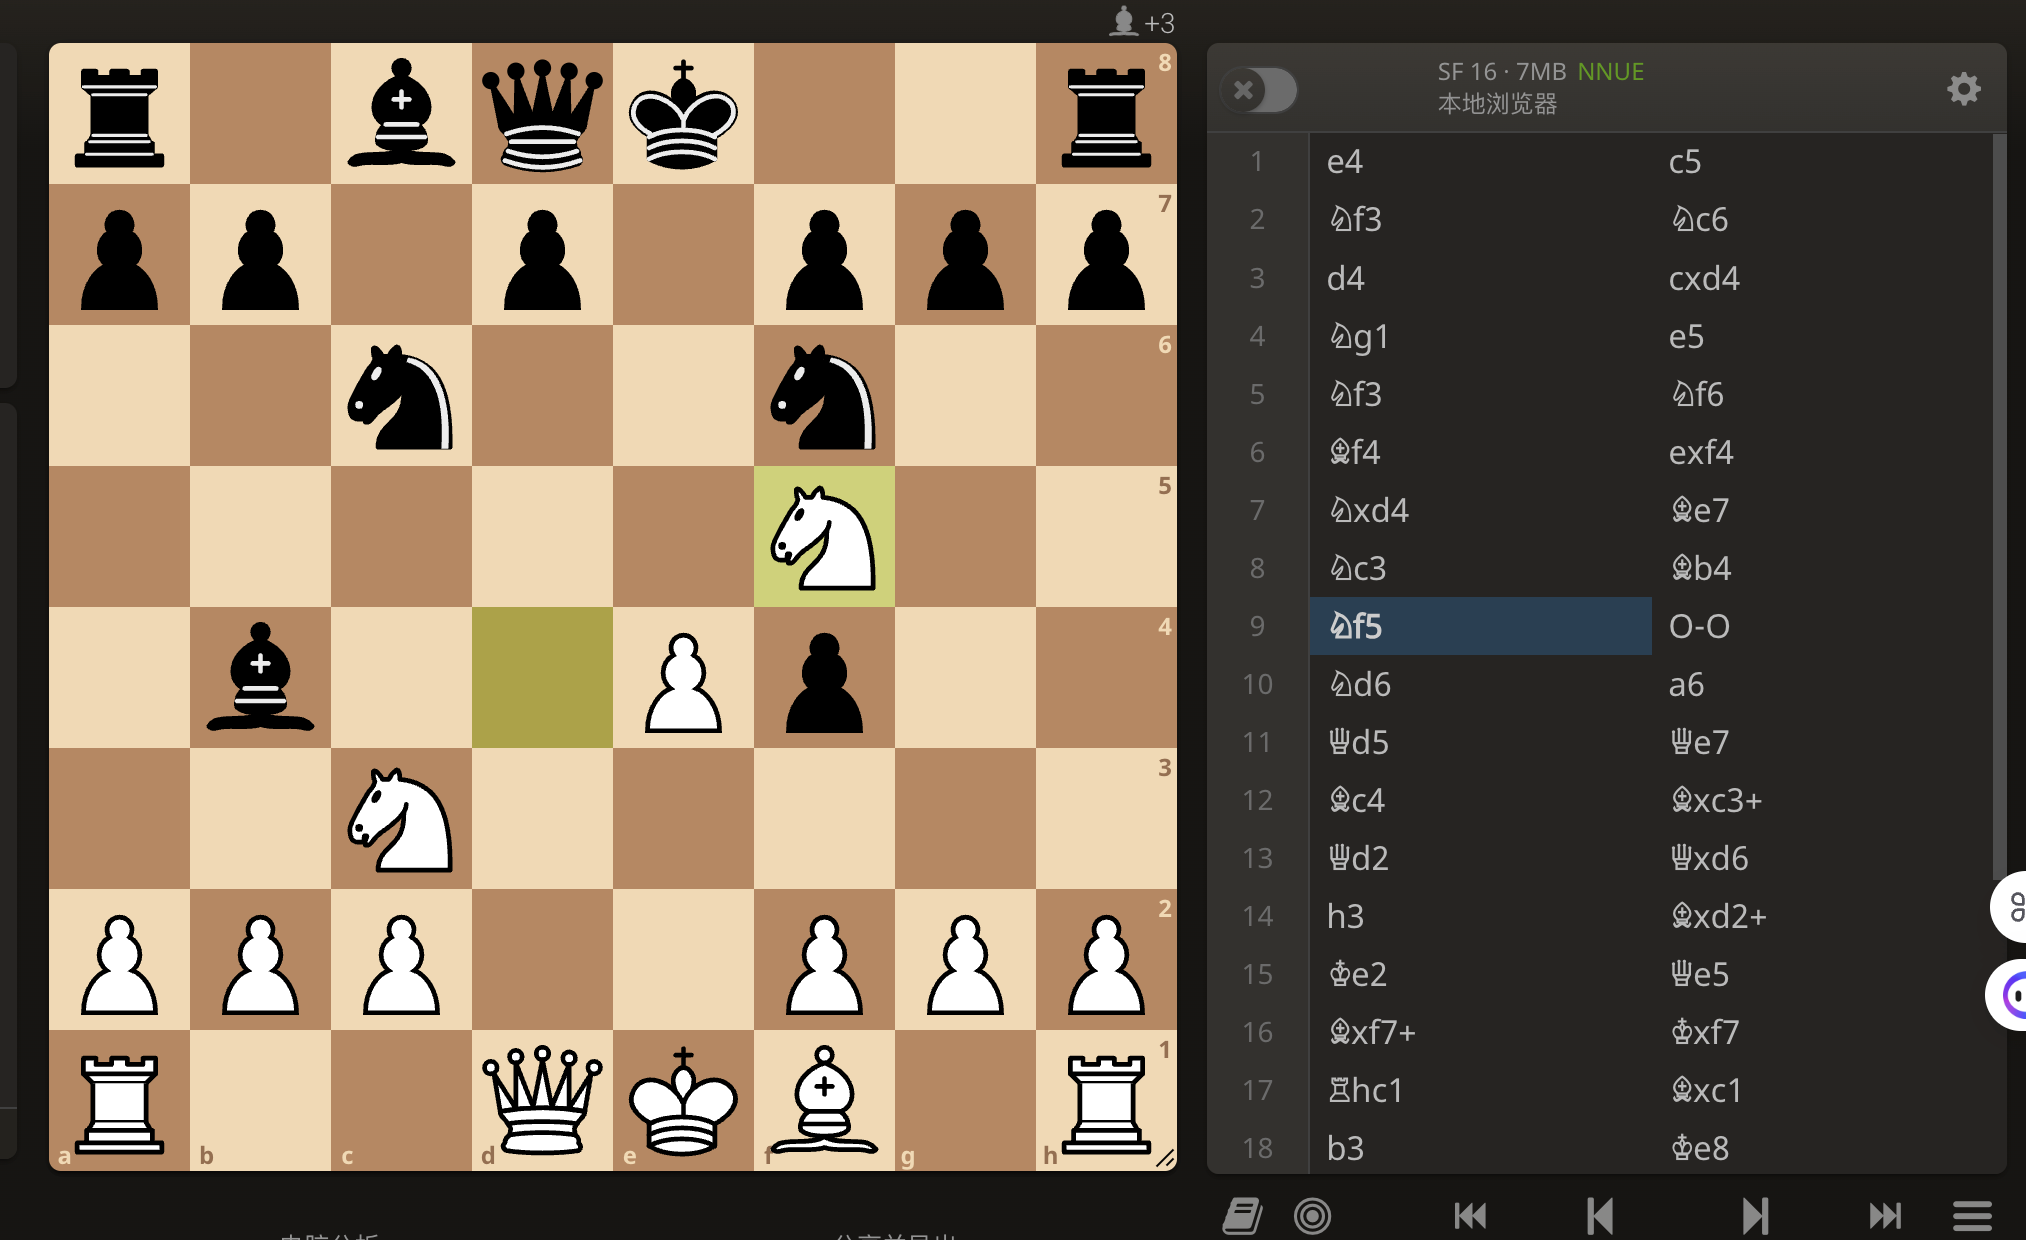 +3
8
7
6
5
4
3
2
1
a b c d e f g h
SF 16 · 7MB NNUE
本地浏览器
1 e4 c5
2 ♘f3 ♘c6
3 d4 cxd4
4 ♘g1 e5
5 ♘f3 ♘f6
6 ♗f4 exf4
7 ♘xd4 ♗e7
8 ♘c3 ♗b4
9 ♘f5 O-O
10 ♘d6 a6
11 ♕d5 ♕e7
12 ♗c4 ♗xc3+
13 ♕d2 ♕xd6
14 h3 ♗xd2+
15 ♔e2 ♕e5
16 ♗xf7+ ♔xf7
17 ♖hc1 ♗xc1
18 b3 ♔e8